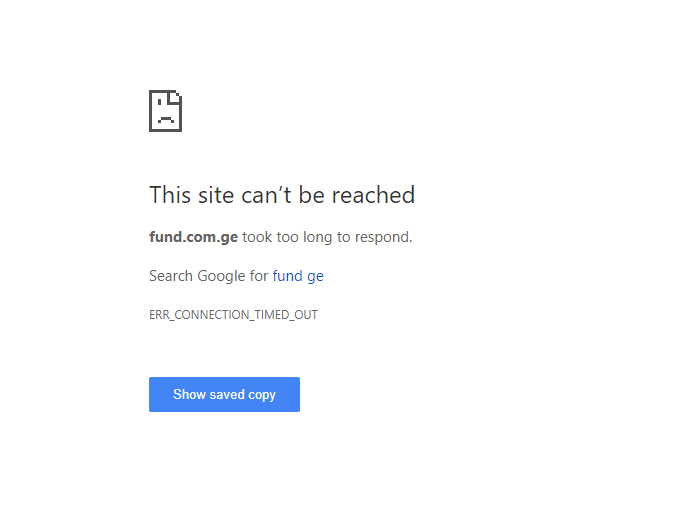 This site can’t be reached
fund.com.ge took too long to respond.
Search Google for fund ge
ERR_CONNECTION_TIMED_OUT
Show saved copy